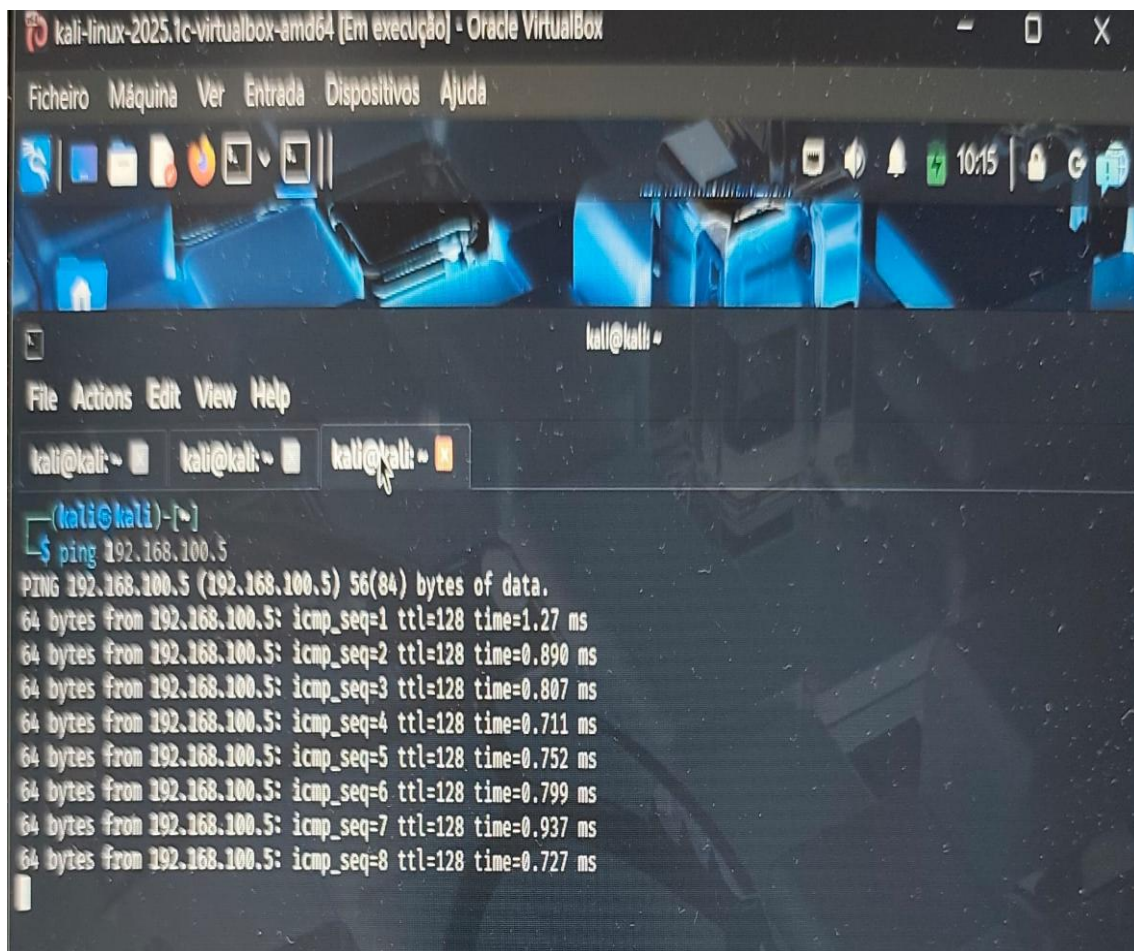 kali-linux-2025.1c-virtualbox-amd64 [Em execução] - Oracle VirtualBox
Ficheiro Máquina Ver Entrada Dispositivos Ajuda
10:15
kali@kali: ~
File Actions Edit View Help
kali@kali: ~ kali@kali: ~ kali@kali: ~
(kali㉿kali)-[~]
$ ping 192.168.100.5
PING 192.168.100.5 (192.168.100.5) 56(84) bytes of data.
64 bytes from 192.168.100.5: icmp_seq=1 ttl=128 time=1.27 ms
64 bytes from 192.168.100.5: icmp_seq=2 ttl=128 time=0.890 ms
64 bytes from 192.168.100.5: icmp_seq=3 ttl=128 time=0.807 ms
64 bytes from 192.168.100.5: icmp_seq=4 ttl=128 time=0.711 ms
64 bytes from 192.168.100.5: icmp_seq=5 ttl=128 time=0.752 ms
64 bytes from 192.168.100.5: icmp_seq=6 ttl=128 time=0.799 ms
64 bytes from 192.168.100.5: icmp_seq=7 ttl=128 time=0.937 ms
64 bytes from 192.168.100.5: icmp_seq=8 ttl=128 time=0.727 ms